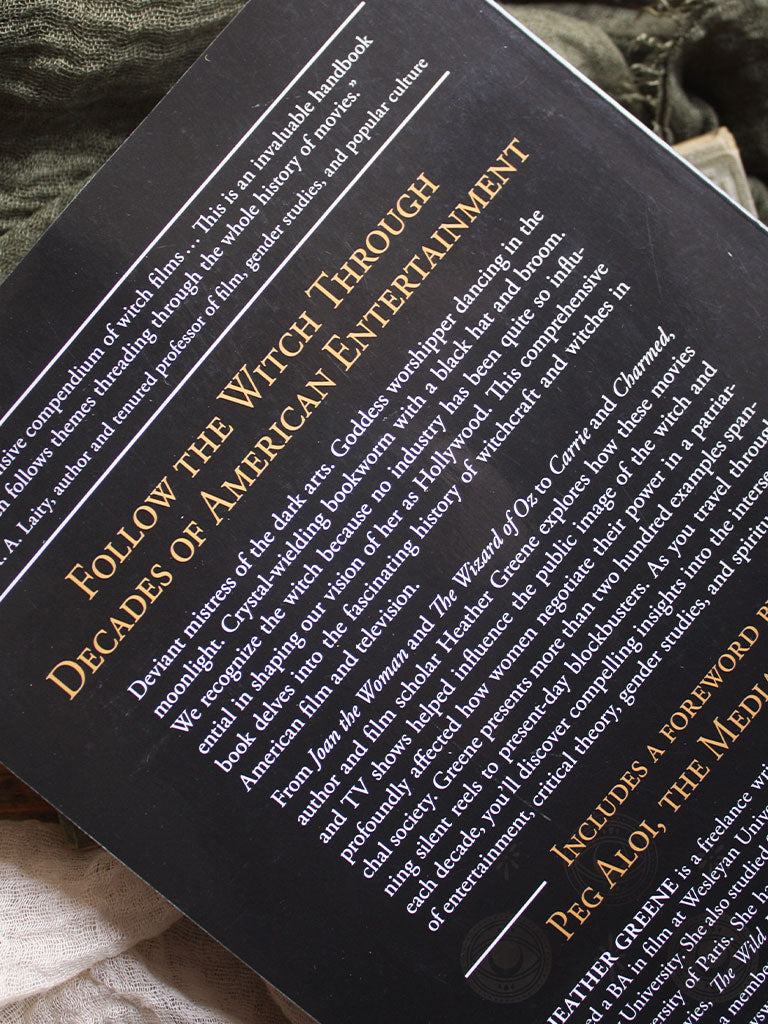 sive compendium of witch films… This is an invaluable handbook
follows themes threading through the whole history of movies.”
A. Laity, author and tenured professor of film, gender studies, and popular culture
Follow the Witch Through
Decades of American Entertainment
Deviant mistress of the dark arts. Goddess worshipper dancing in the
moonlight. Crystal-wielding bookworm with a black hat and broom.
We recognize the witch because no industry has been quite so influ-
ential in shaping our vision of her as Hollywood. This comprehensive
book delves into the fascinating history of witchcraft and witches in
American film and television.
From Joan the Woman and The Wizard of Oz to Carrie and Charmed,
author and film scholar Heather Greene explores how these movies
and TV shows helped influence the public image of the witch and
profoundly affected how women negotiate their power in a patriar-
chal society. Greene presents more than two hundred examples span-
ning silent reels to present-day blockbusters. As you travel through
each decade, you'll discover compelling insights into the interse
of entertainment, critical theory, gender studies, and spiri
Includes a foreword b
Peg Aloi, the Media
HEATHER GREENE is a freelance wri
d a BA in film at Wesleyan Univ
University. She also studied
ersity of Paris. She h
The Wild
a membe